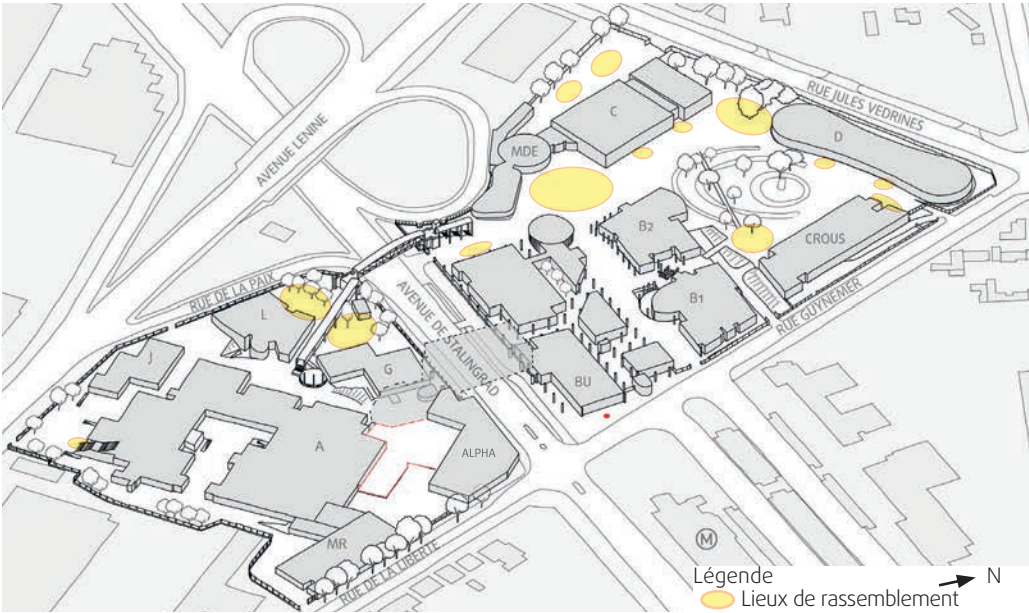 RUE JULES VEDRINES
AVENUE LENINE
C
D
MDE
B2
CROUS
RUE DE LA PAIX
AVENUE DE STALINGRAD
B1
RUE GUYNEMER
L
J
G
BU
A
ALPHA
MR
RUE DE LA LIBERTE
M
Légende
N
Lieux de rassemblement